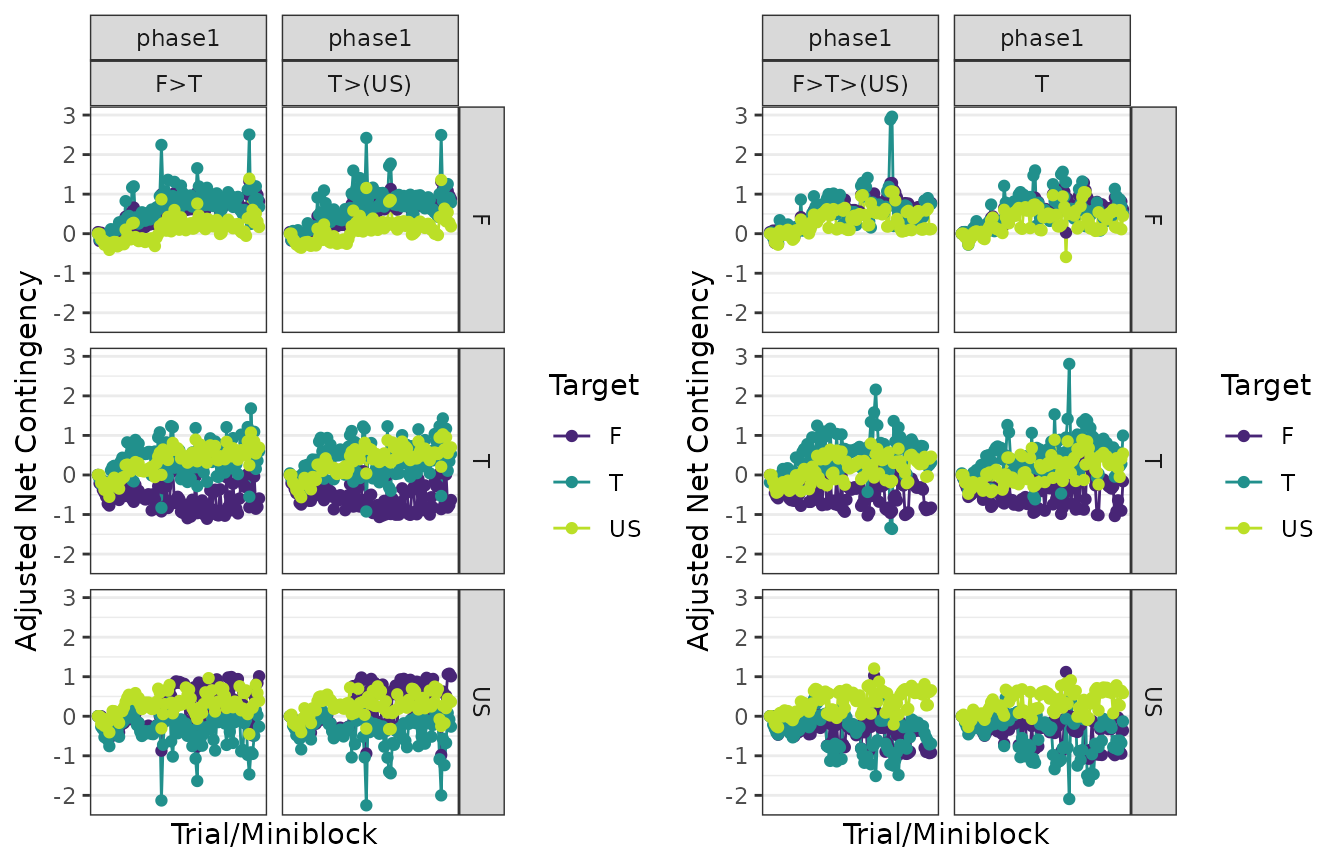 phase1
phase1
F>T
T>(US)
3
2
1
0
-1
-2
F
3
2
1
0
-1
-2
T
3
2
1
0
-1
-2
US
Adjusted Net Contingency
Trial/Miniblock
Target
F
T
US
phase1
phase1
F>T>(US)
T
3
2
1
0
-1
-2
F
3
2
1
0
-1
-2
T
3
2
1
0
-1
-2
US
Adjusted Net Contingency
Trial/Miniblock
Target
F
T
US